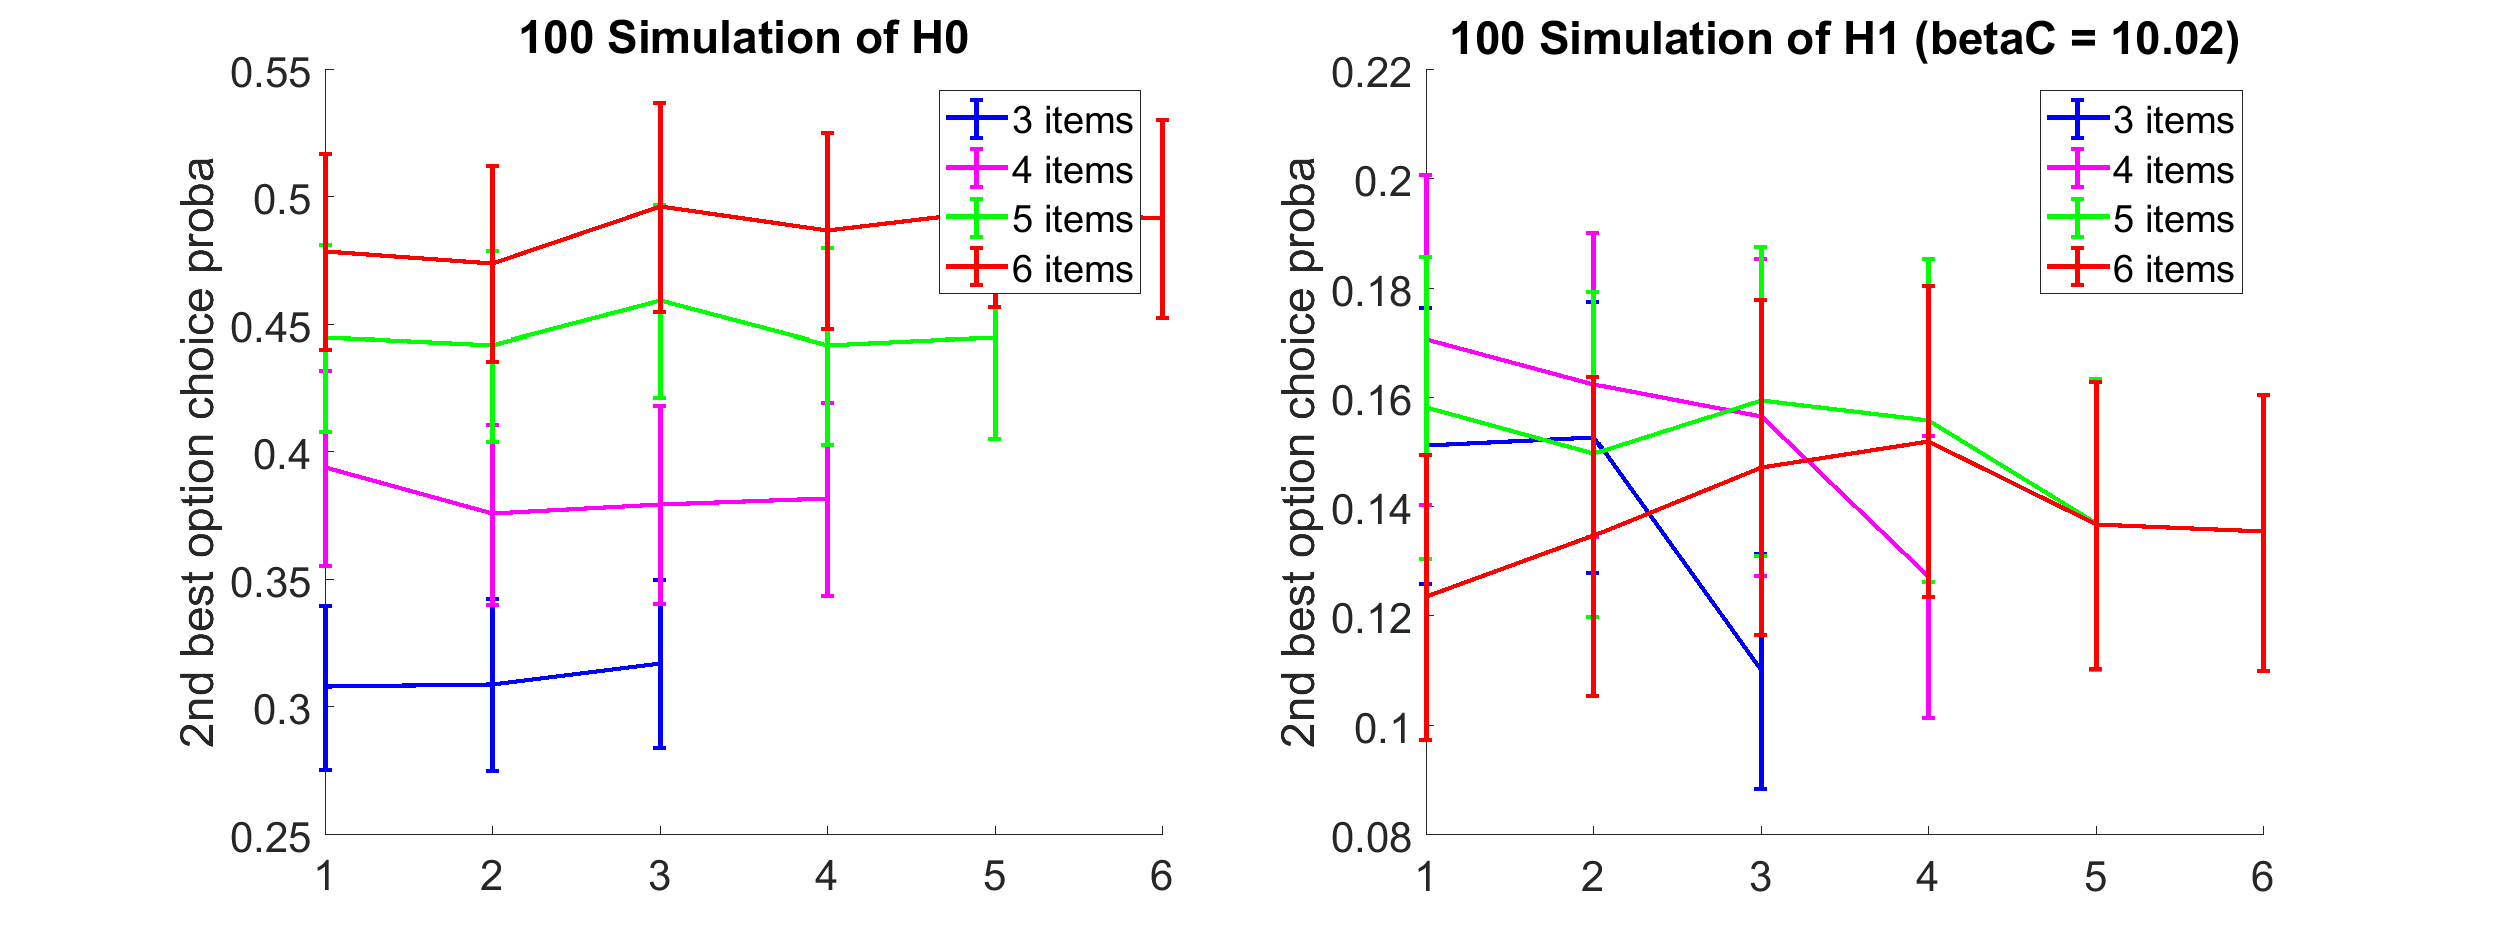 100 Simulation of H0
0.55
0.5
0.45
0.4
0.35
0.3
0.25
2nd best option choice proba
1 2 3 4 5 6
3 items
4 items
5 items
6 items
100 Simulation of H1 (betaC = 10.02)
0.22
0.2
0.18
0.16
0.14
0.12
0.1
0.08
2nd best option choice proba
1 2 3 4 5 6
3 items
4 items
5 items
6 items